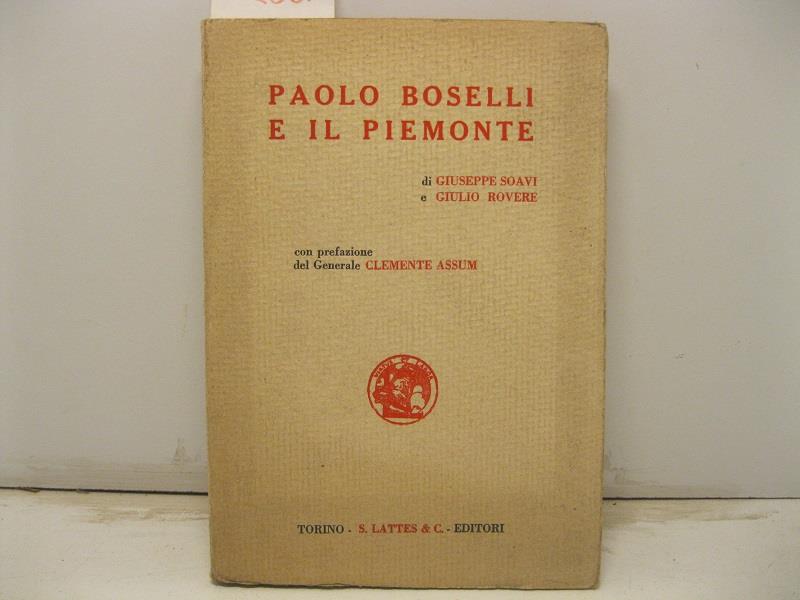 PAOLO BOSELLI
E IL PIEMONTE
di GIUSEPPE SOAVI
e GIULIO ROVERE
con prefazione
del Generale CLEMENTE ASSUM
TORINO - S. LATTES & C. - EDITORI